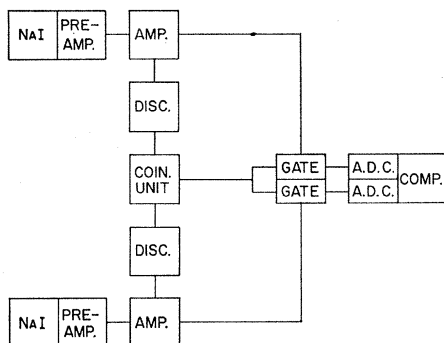 NaI PRE-AMP. AMP.
DISC.
COIN. UNIT
GATE A.D.C.
GATE A.D.C.
COMP.
DISC.
NaI PRE-AMP. AMP.